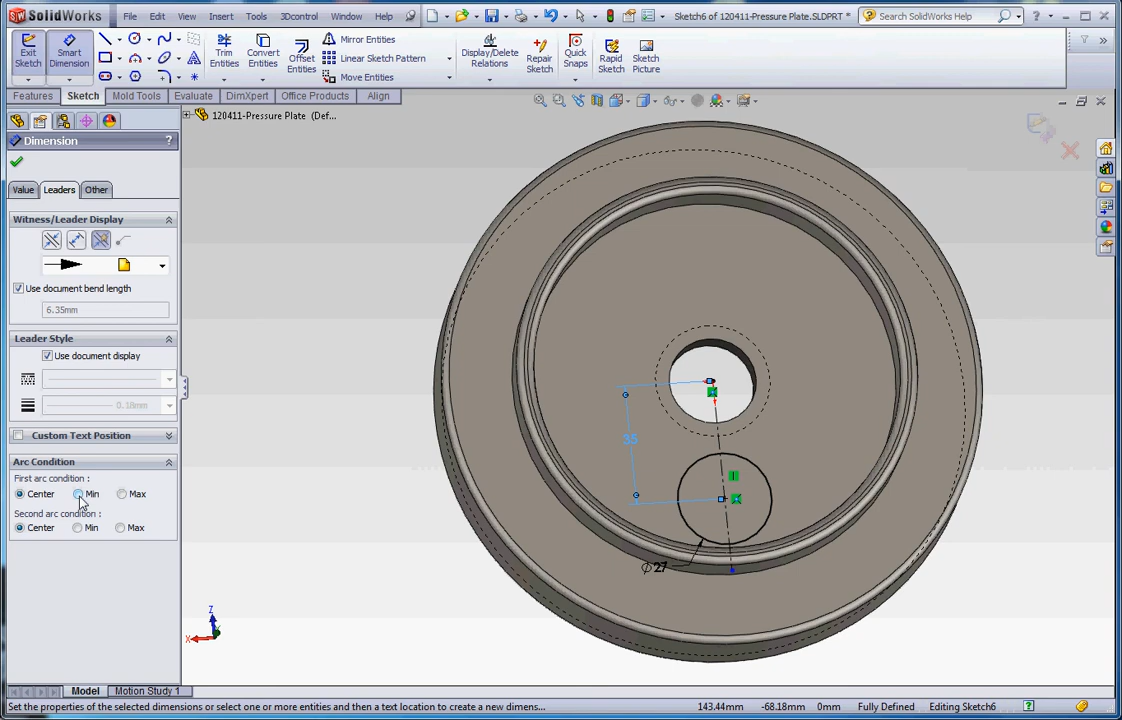 SolidWorks File Edit View Insert Tools 3Dcontrol Window Help Sketch6 of 120411-Pressure Plate.SLDPRT * Search SolidWorks Help
Exit Sketch Smart Dimension Trim Entities Convert Entities Offset Entities Mirror Entities Linear Sketch Pattern Move Entities Display/Delete Relations Repair Sketch Quick Snaps Rapid Sketch Sketch Picture
Features Sketch Mold Tools Evaluate DimXpert Office Products Align
120411-Pressure Plate (Def...
Dimension ?
Value Leaders Other
Witness/Leader Display
Use document bend length
6.35mm
Leader Style
Use document display
0.18mm
Custom Text Position
Arc Condition
First arc condition :
Center Min Max
Second arc condition :
Center Min Max
35
⌀27
Z
X
Model Motion Study 1
Set the properties of the selected dimensions or select one or more entities and then a text location to create a new dimens... 143.44mm -68.18mm 0mm Fully Defined Editing Sketch6 ?